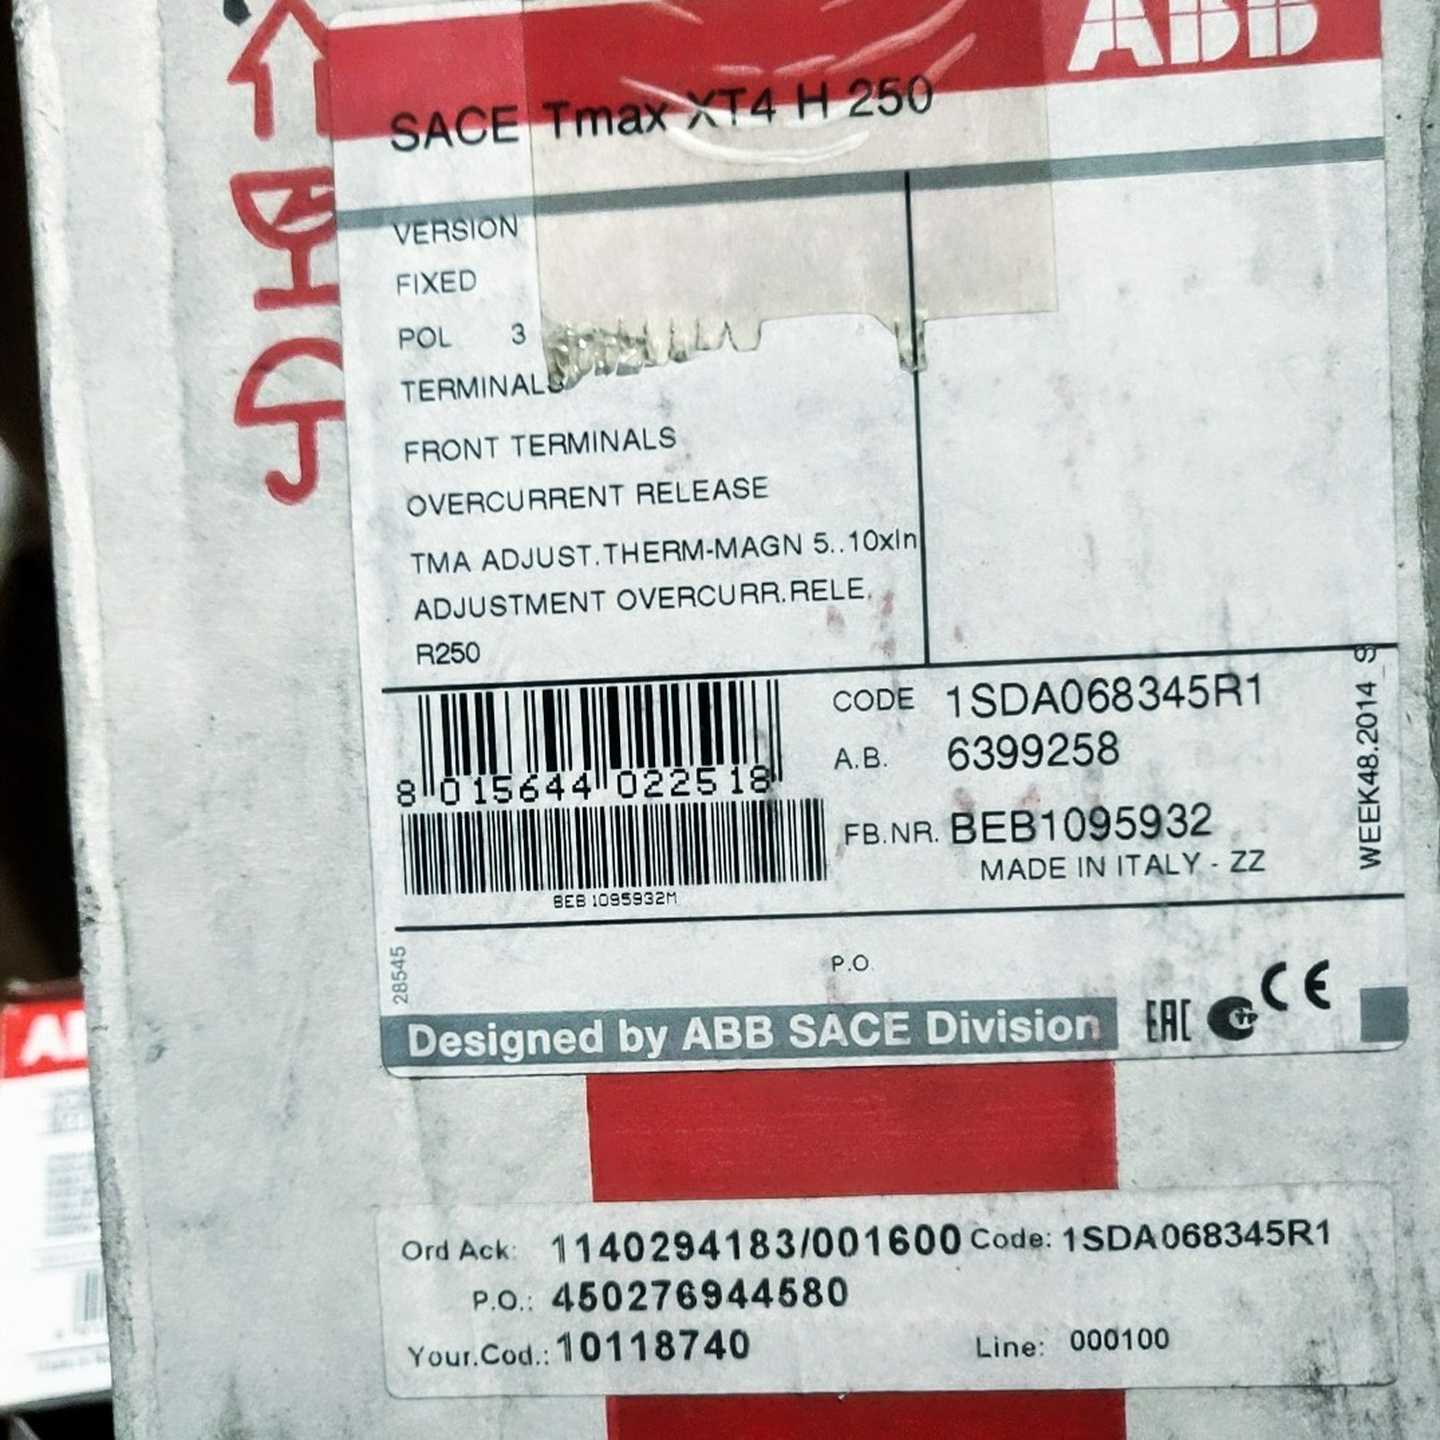 ABB
SACE Tmax XT4 H 250
VERSION
FIXED
POL 3
TERMINALS
FRONT TERMINALS
OVERCURRENT RELEASE
TMA ADJUST.THERM-MAGN 5..10xIn
ADJUSTMENT OVERCURR.RELE.
R250
8 015644 022518
CODE 1SDA068345R1
A.B. 6399258
FB.NR. BEB1095932
MADE IN ITALY - ZZ
WEEK48.2014_S
BEB1095932M
28545
P.O.
Designed by ABB SACE Division
EAC
CE
Ord Ack: 1140294183/001600 Code: 1SDA068345R1
P.O.: 450276944580
Your.Cod.: 10118740 Line: 000100